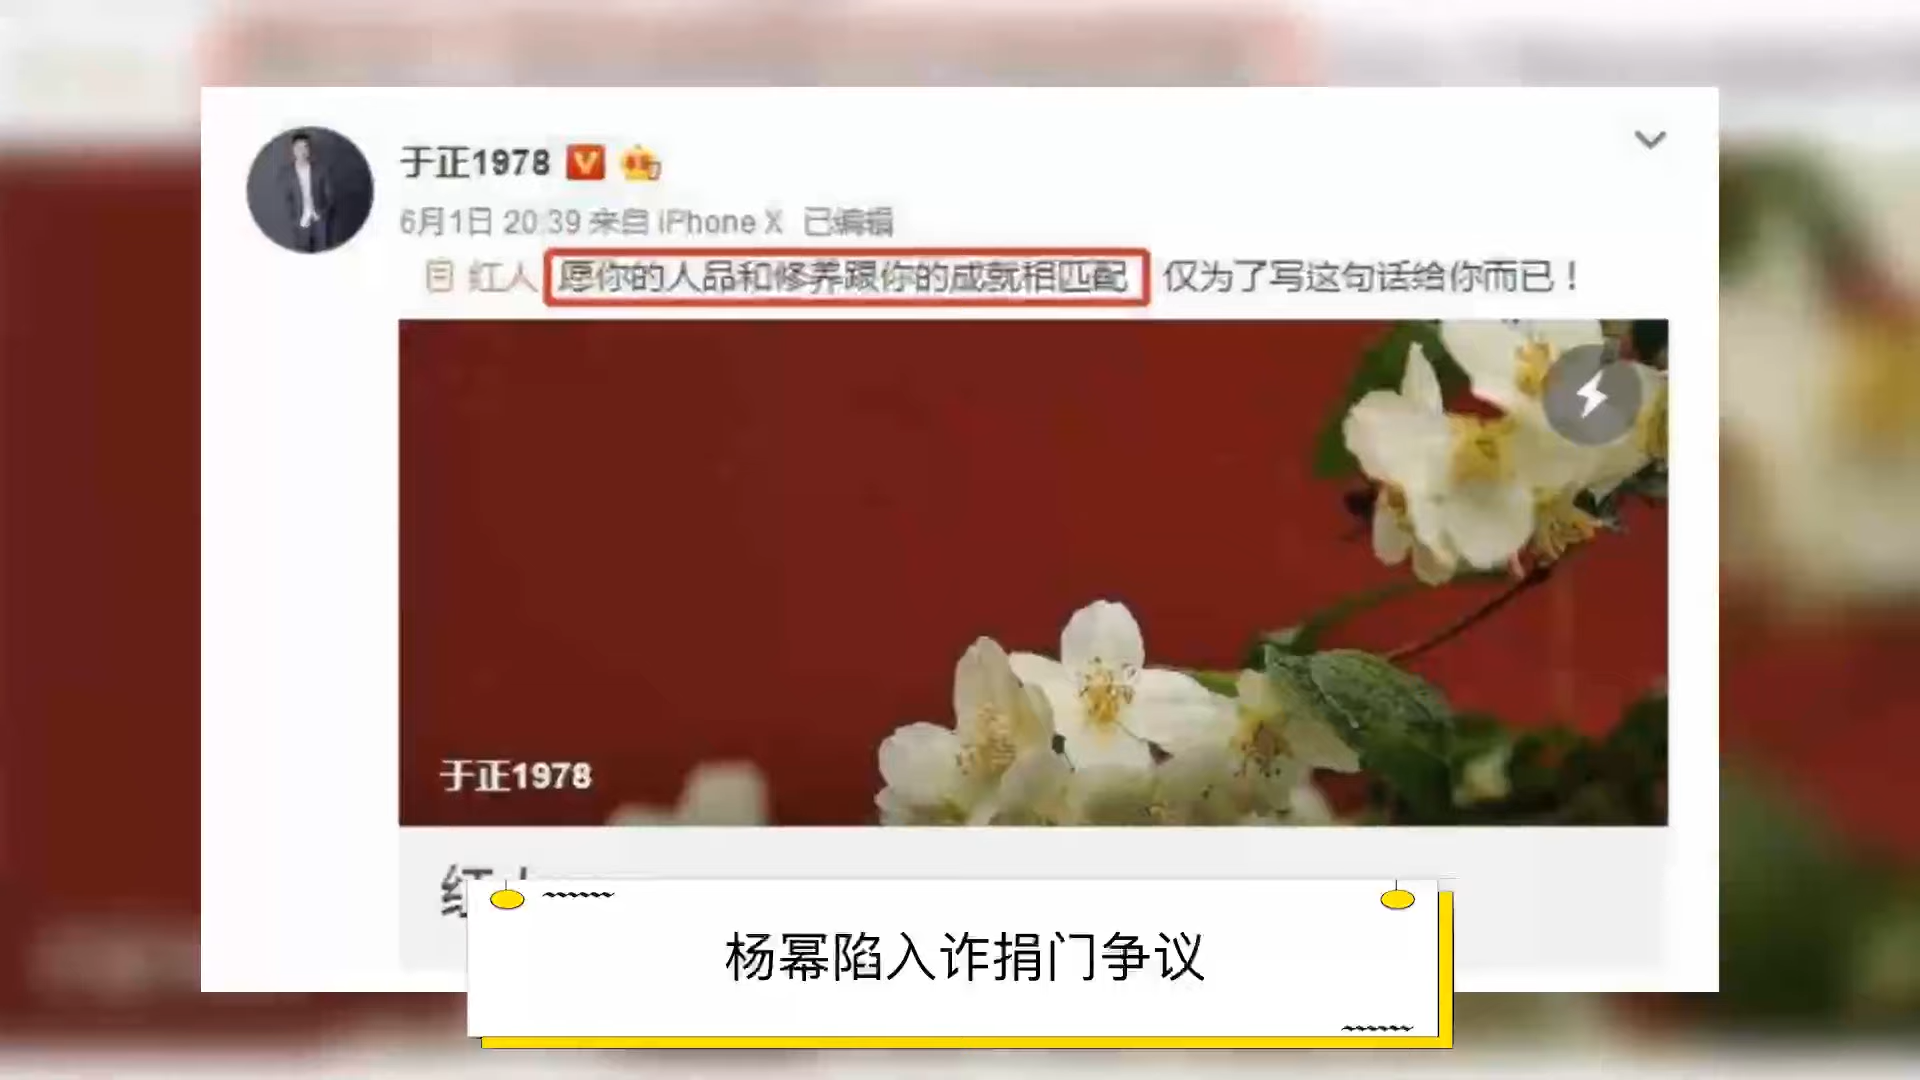 于正1978
6月1日 20:39 来自 iPhone X 已编辑
红人 愿你的人品和修养跟你的成就相匹配 仅为了写这句话给你而已！
于正1978
杨幂陷入诈捐门争议